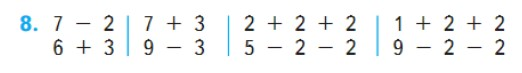 8. 7 − 2 | 7 + 3 | 2 + 2 + 2 | 1 + 2 + 2
6 + 3 | 9 − 3 | 5 − 2 − 2 | 9 − 2 − 2